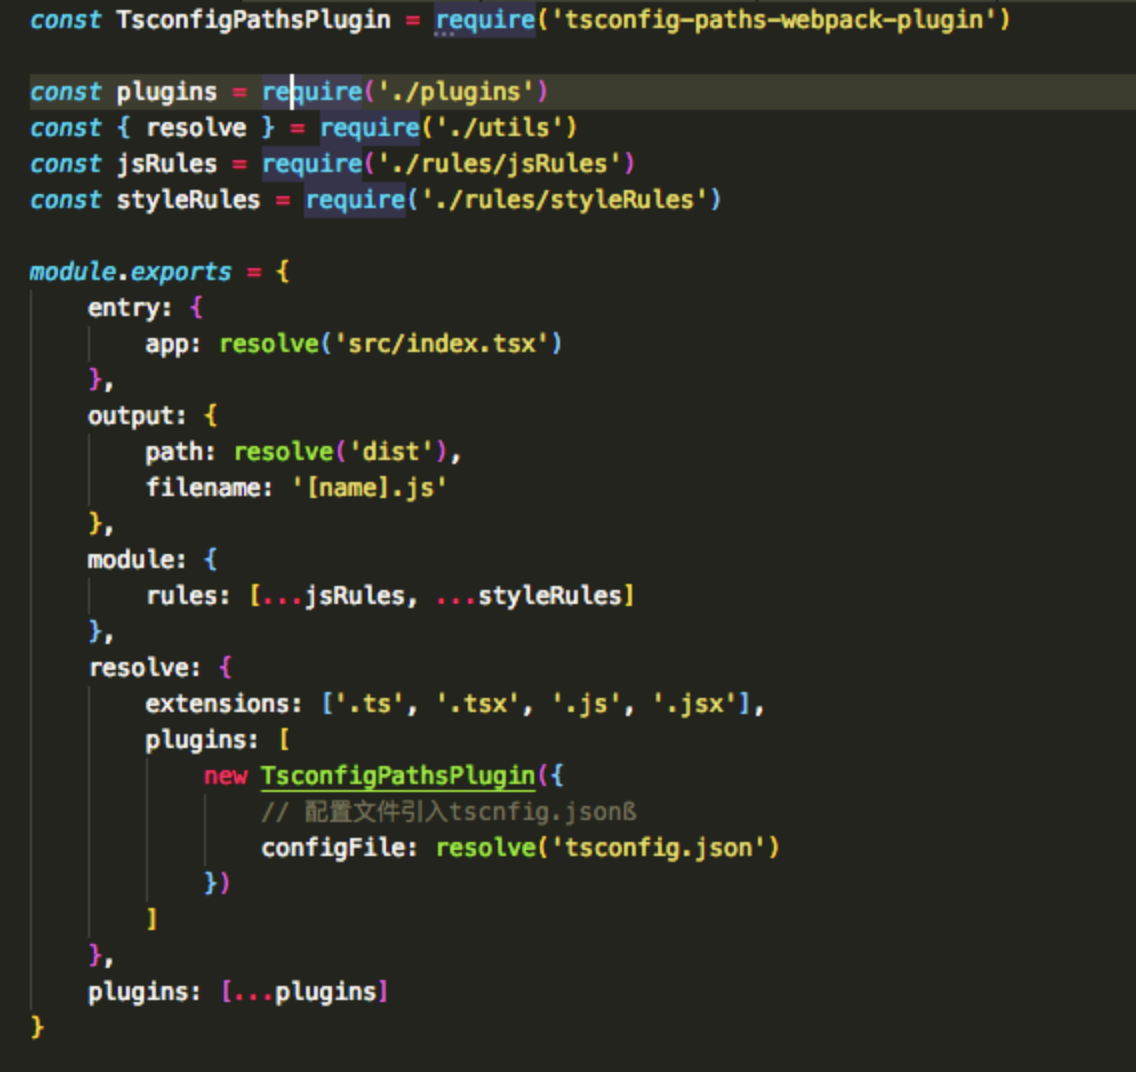 const TsconfigPathsPlugin = require('tsconfig-paths-webpack-plugin')
const plugins = require('./plugins')
const { resolve } = require('./utils')
const jsRules = require('./rules/jsRules')
const styleRules = require('./rules/styleRules')
module.exports = {
entry: {
app: resolve('src/index.tsx')
},
output: {
path: resolve('dist'),
filename: '[name].js'
},
module: {
rules: [...jsRules, ...styleRules]
},
resolve: {
extensions: ['.ts', '.tsx', '.js', '.jsx'],
plugins: [
new TsconfigPathsPlugin({
// 配置文件引入tscnfig.jsonß
configFile: resolve('tsconfig.json')
})
]
},
plugins: [...plugins]
}